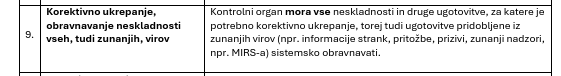 9.
Korektivno ukrepanje,
obravnavanje neskladnosti
vseh, tudi zunanjih, virov
Kontrolni organ mora vse neskladnosti in druge ugotovitve, za katere je
potrebno korektivno ukrepanje, torej tudi ugotovitve pridobljene iz
zunanjih virov (npr. informacije strank, pritožbe, prizivi, zunanji nadzori,
npr. MIRS-a) sistemsko obravnavati.